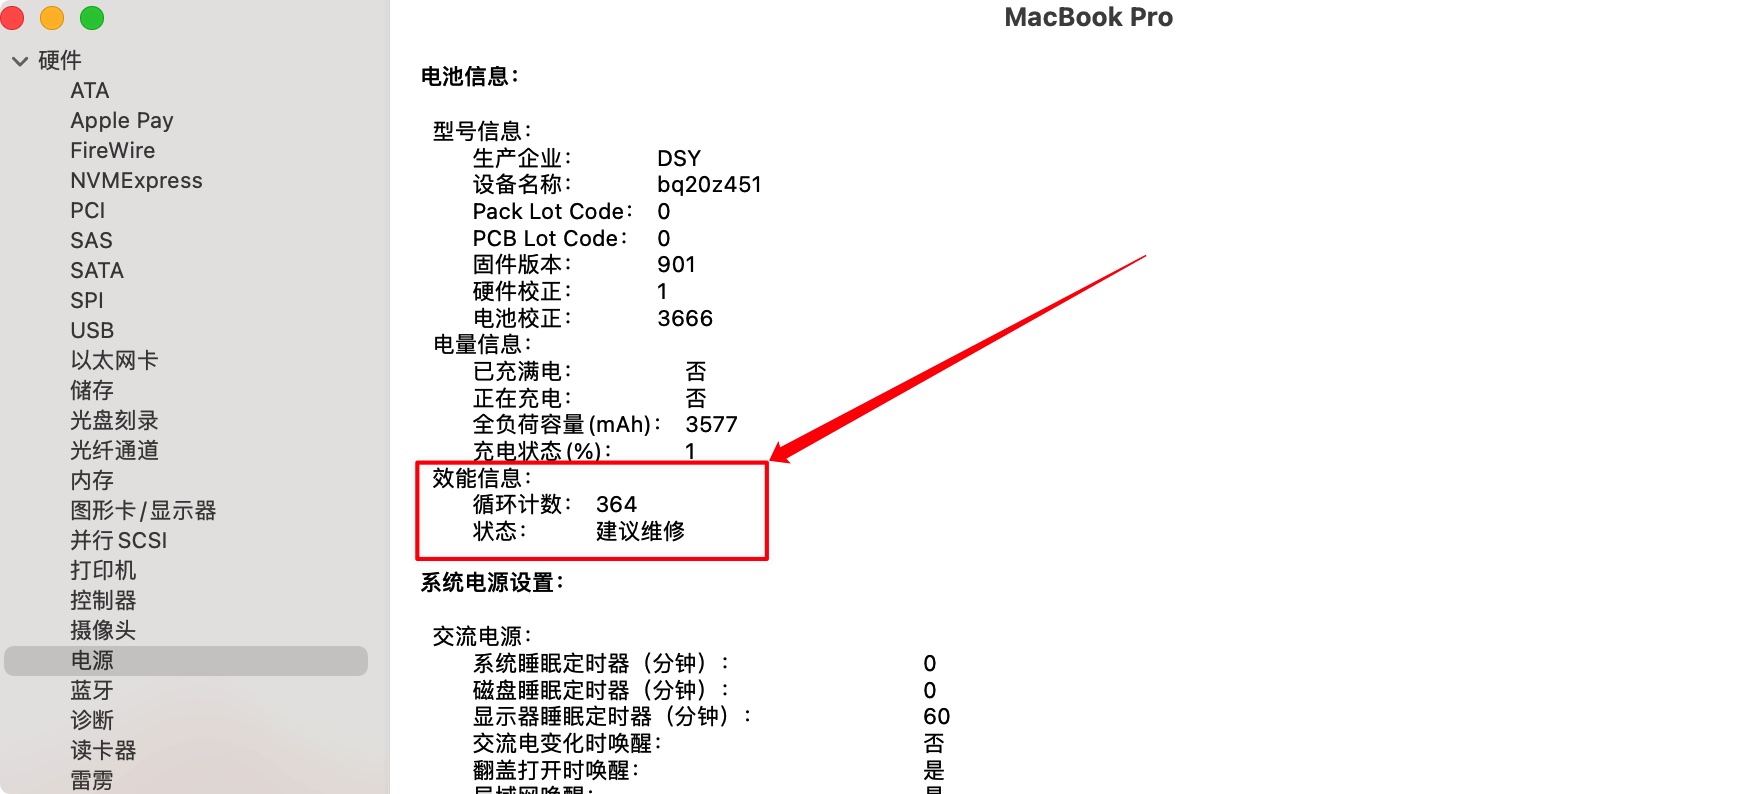 MacBook Pro
硬件
ATA
Apple Pay
FireWire
NVMExpress
PCI
SAS
SATA
SPI
USB
以太网卡
储存
光盘刻录
光纤通道
内存
图形卡/显示器
并行SCSI
打印机
控制器
摄像头
电源
蓝牙
诊断
读卡器
雷雳
电池信息：
型号信息：
生产企业： DSY
设备名称： bq20z451
Pack Lot Code： 0
PCB Lot Code： 0
固件版本： 901
硬件校正： 1
电池校正： 3666
电量信息：
已充满电： 否
正在充电： 否
全负荷容量(mAh)： 3577
充电状态(%)： 1
效能信息：
循环计数： 364
状态： 建议维修
系统电源设置：
交流电源：
系统睡眠定时器（分钟）： 0
磁盘睡眠定时器（分钟）： 0
显示器睡眠定时器（分钟）： 60
交流电变化时唤醒： 否
翻盖打开时唤醒： 是
局域网唤醒： 是